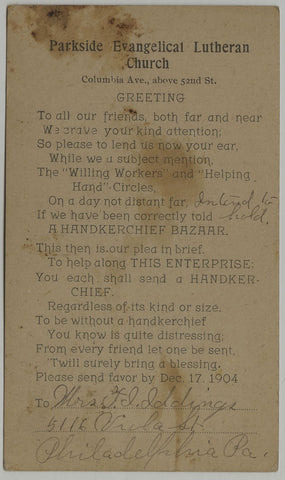 Parkside Evangelical Lutheran
Church
Columbia Ave., above 52nd St.
GREETING
To all our friends, both far and near
We crave your kind attention;
So please to lend us now your ear,
While we a subject mention,
The "Willing Workers" and "Helping
Hand" Circles,
On a day not distant far, Intend to
If we have been correctly told hold.
A HANDKERCHIEF BAZAAR.
This then is our plea in brief,
To help along THIS ENTERPRISE:
You each shall send a HANDKER-
CHIEF,
Regardless of its kind or size.
To be without a handkerchief
You know is quite distressing;
From every friend let one be sent,
'Twill surely bring a blessing.
Please send favor by Dec. 17, 1904
To Mrs. F. I. Iddings
5116 St
Philadelphia Pa.